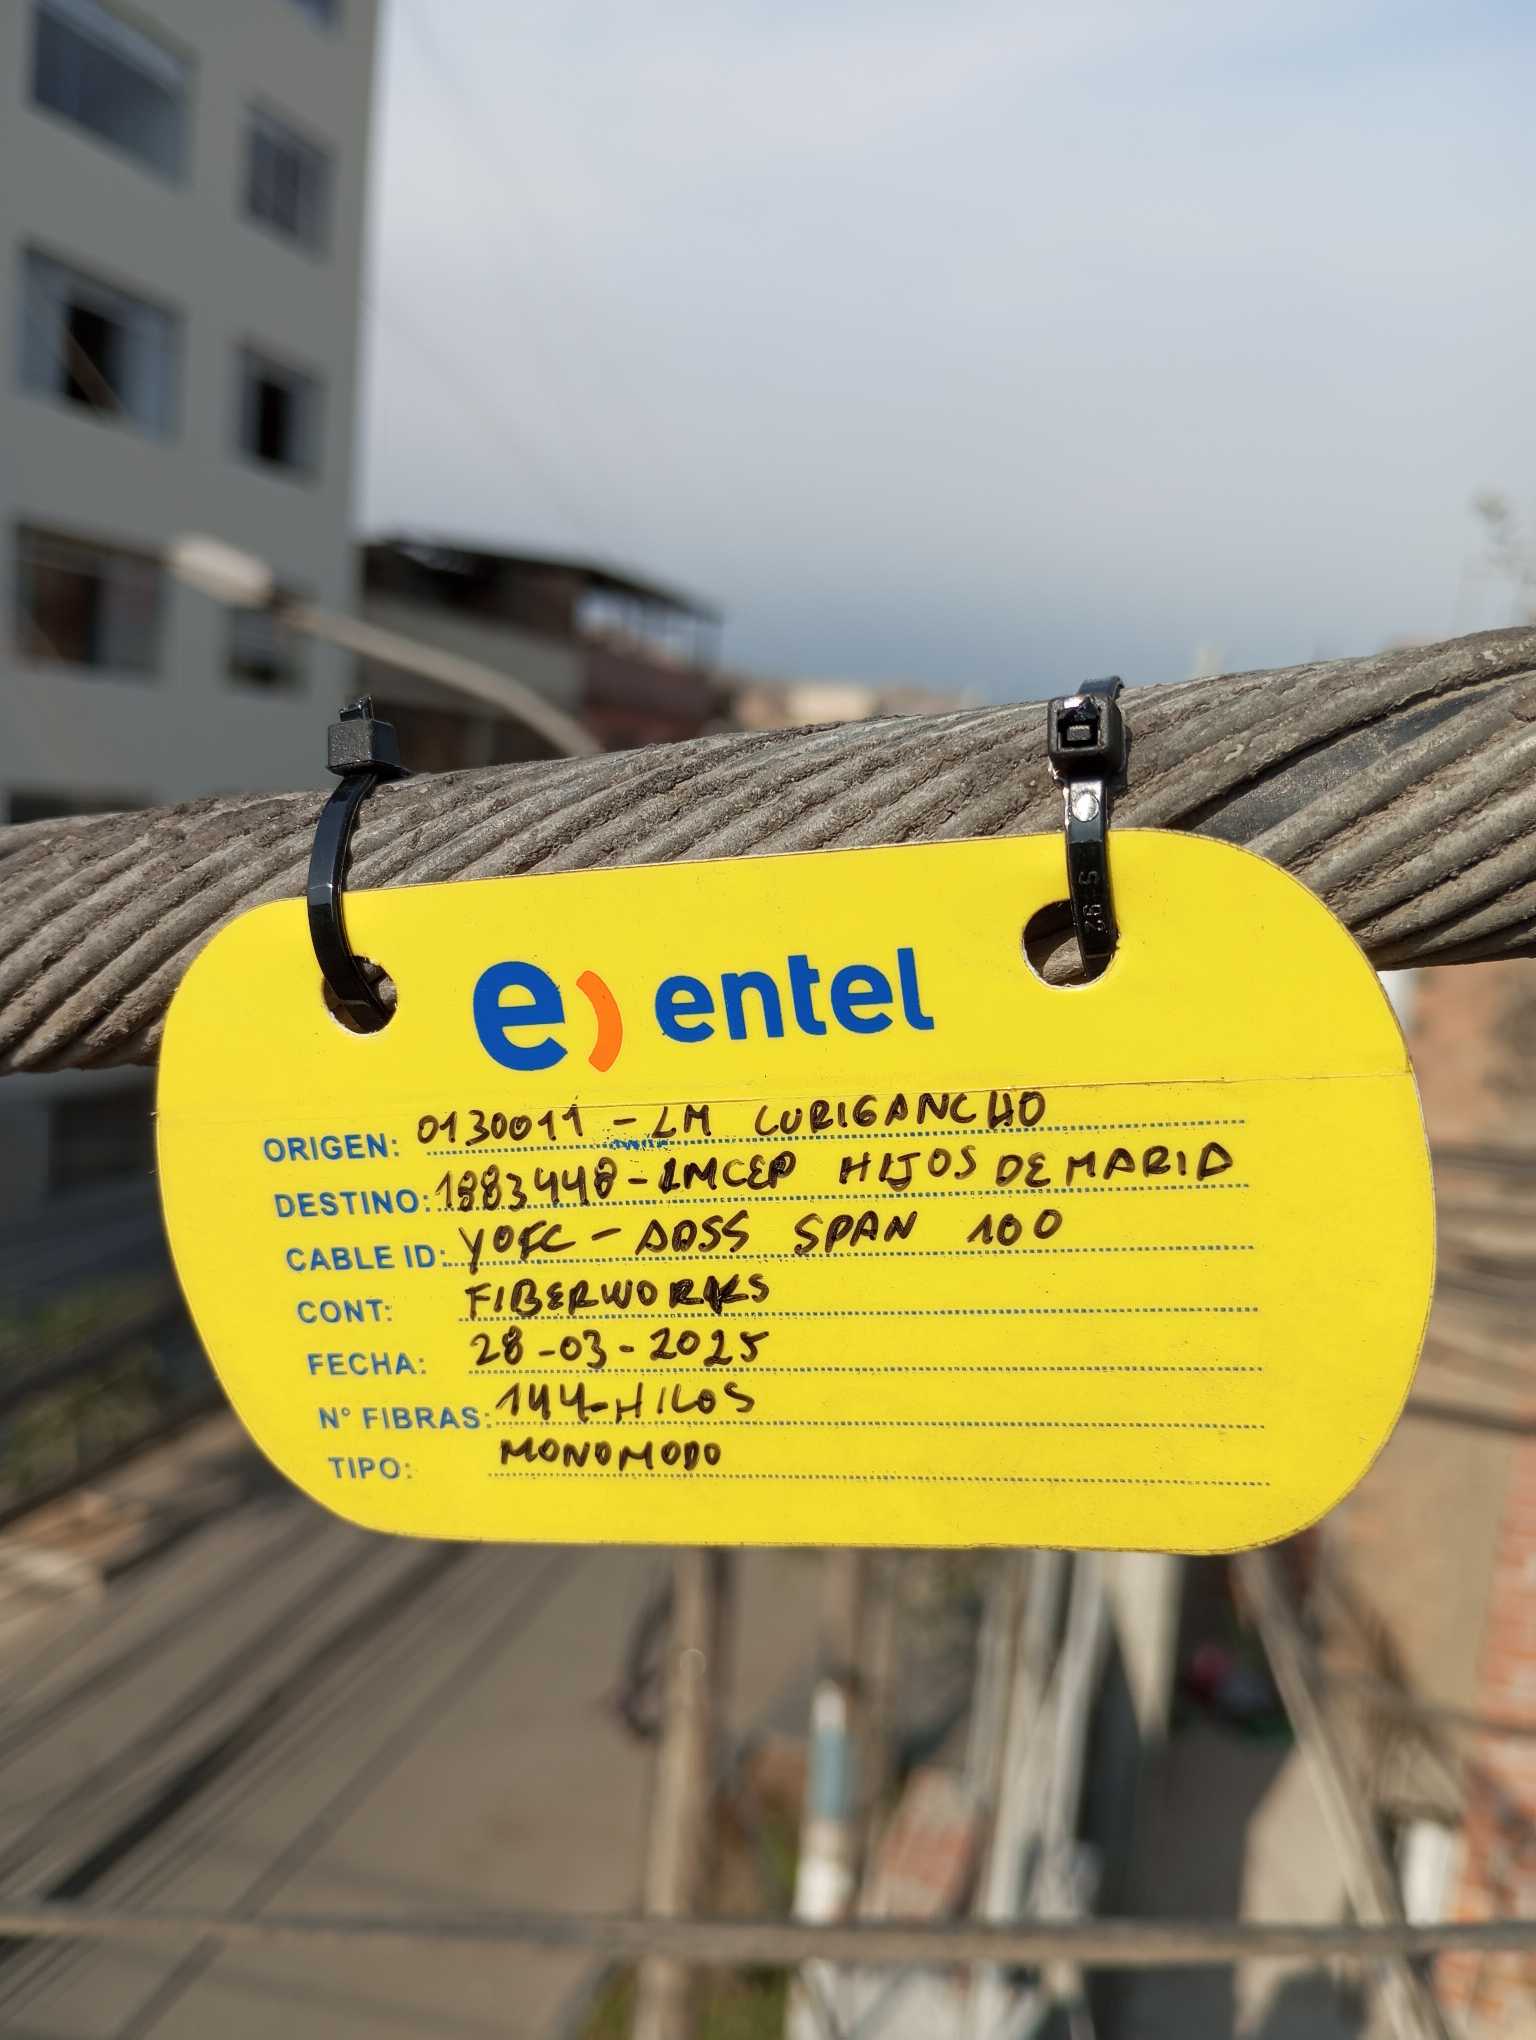 e) entel
ORIGEN: 0130011 - LM LURIGANCHO
DESTINO: 1883448 - LMCEP HIJOS DE MARIA
CABLE ID: YOFC - ADSS SPAN 100
CONT: FIBERWORKS
FECHA: 28-03-2025
N° FIBRAS: 144-HILOS
TIPO: MONOMODO